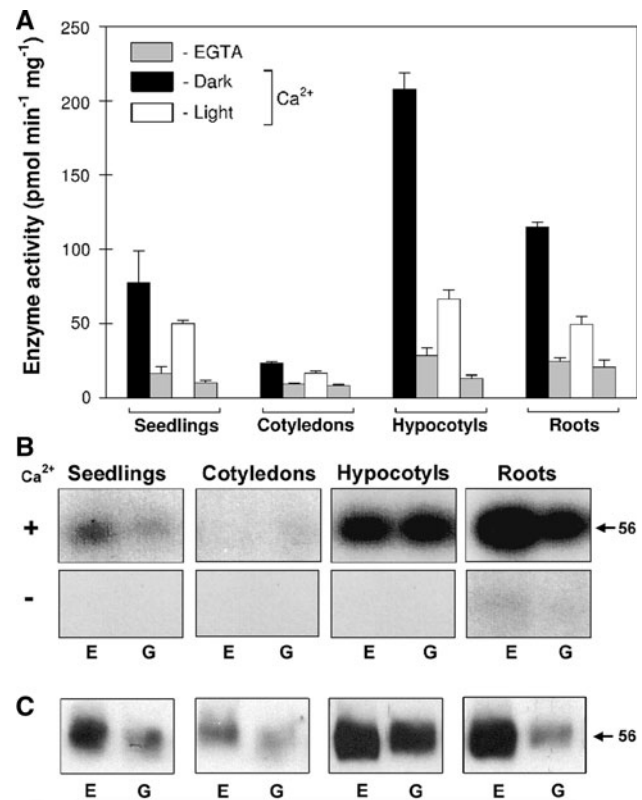 A
Enzyme activity (pmol min⁻¹ mg⁻¹)
250
200
150
100
50
0
- EGTA
- Dark
- Light
Ca²⁺
Seedlings Cotyledons Hypocotyls Roots
B
Ca²⁺ Seedlings Cotyledons Hypocotyls Roots
+ ← 56
-
E G E G E G E G
C
← 56
E G E G E G E G